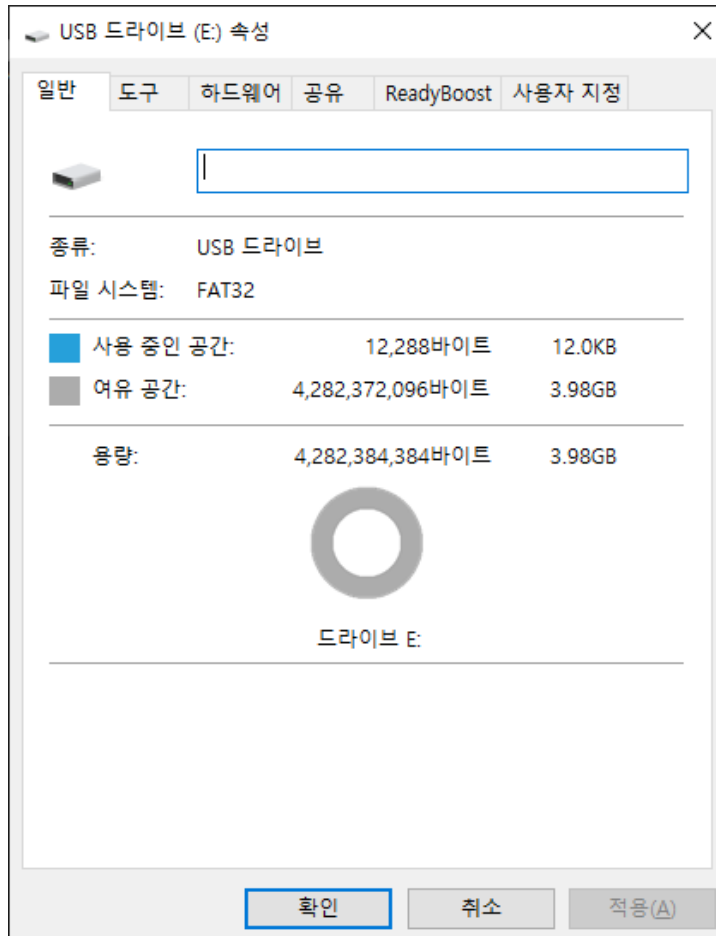 USB 드라이브 (E:) 속성
일반 도구 하드웨어 공유 ReadyBoost 사용자 지정
종류: USB 드라이브
파일 시스템: FAT32
사용 중인 공간: 12,288바이트 12.0KB
여유 공간: 4,282,372,096바이트 3.98GB
용량: 4,282,384,384바이트 3.98GB
드라이브 E:
확인 취소 적용(A)